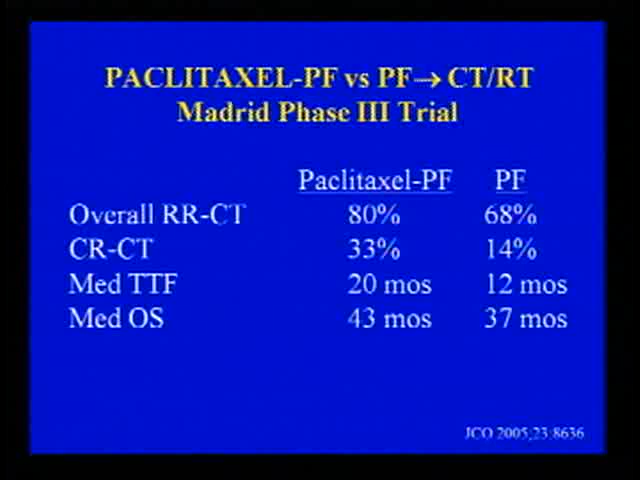 PACLITAXEL-PF vs PF→ CT/RT
Madrid Phase III Trial
Paclitaxel-PF PF
Overall RR-CT 80% 68%
CR-CT 33% 14%
Med TTF 20 mos 12 mos
Med OS 43 mos 37 mos
JCO 2005;23:8636